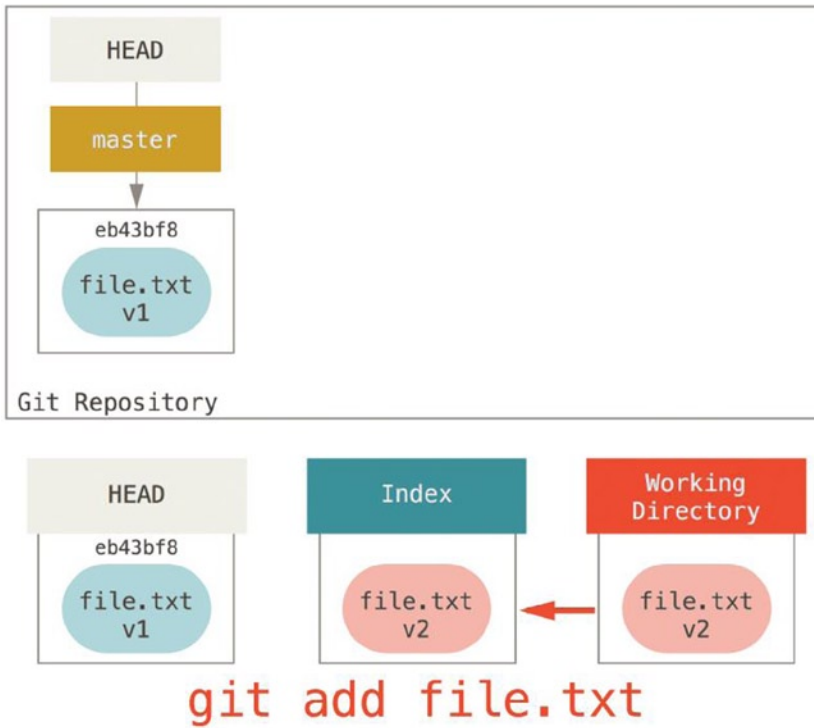 HEAD
master
eb43bf8
file.txt
v1
Git Repository
HEAD
eb43bf8
file.txt
v1
Index
file.txt
v2
Working
Directory
file.txt
v2
git add file.txt